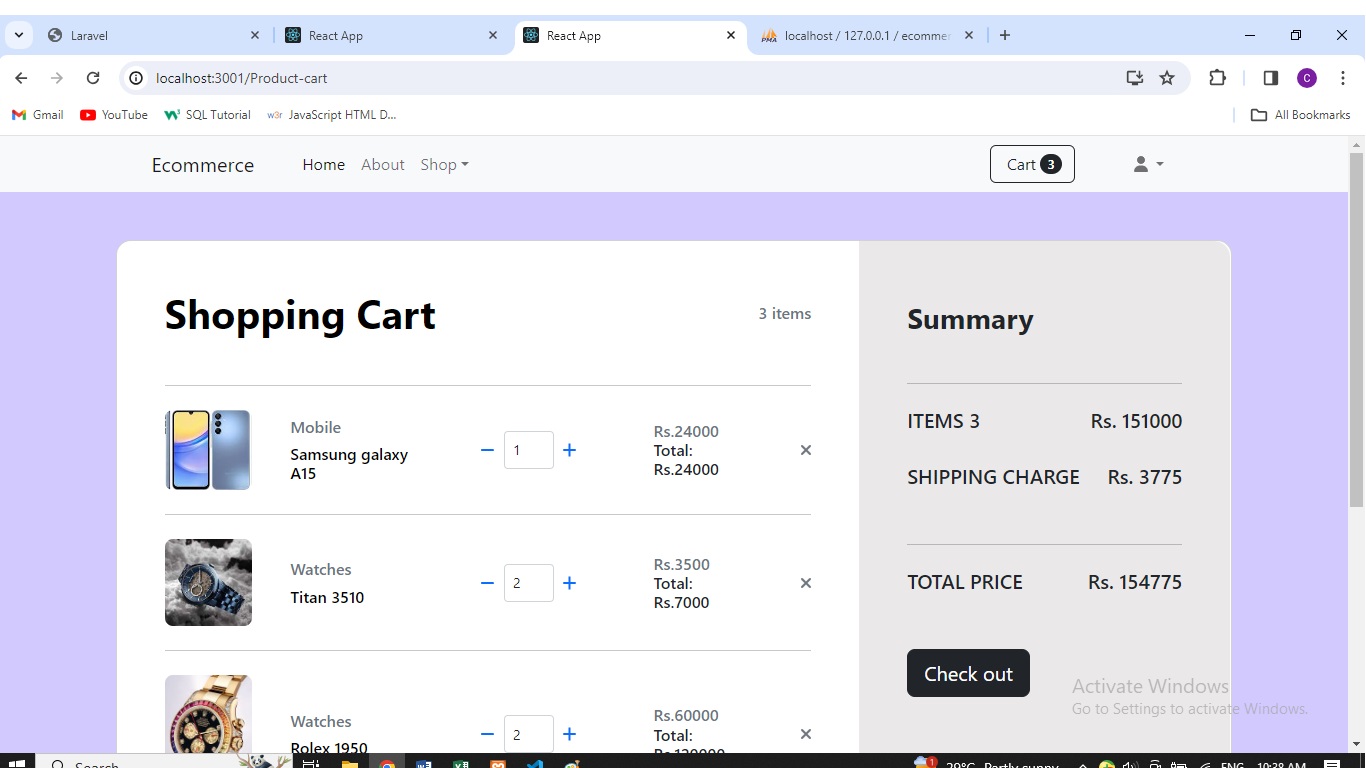 Laravel
React App
React App
localhost / 127.0.0.1 / ecommer
localhost:3001/Product-cart
C
Gmail
YouTube
SQL Tutorial
JavaScript HTML D...
All Bookmarks
Ecommerce
Home
About
Shop
Cart 3
Shopping Cart
3 items
Mobile
Samsung galaxy
A15
1
Rs.24000
Total:
Rs.24000
Watches
Titan 3510
2
Rs.3500
Total:
Rs.7000
Watches
Rolex 1950
2
Rs.60000
Total:
Rs.120000
Summary
ITEMS 3
Rs. 151000
SHIPPING CHARGE
Rs. 3775
TOTAL PRICE
Rs. 154775
Check out
Activate Windows
Go to Settings to activate Windows.
Search
29°C Partly sunny
ENG
10:38 AM